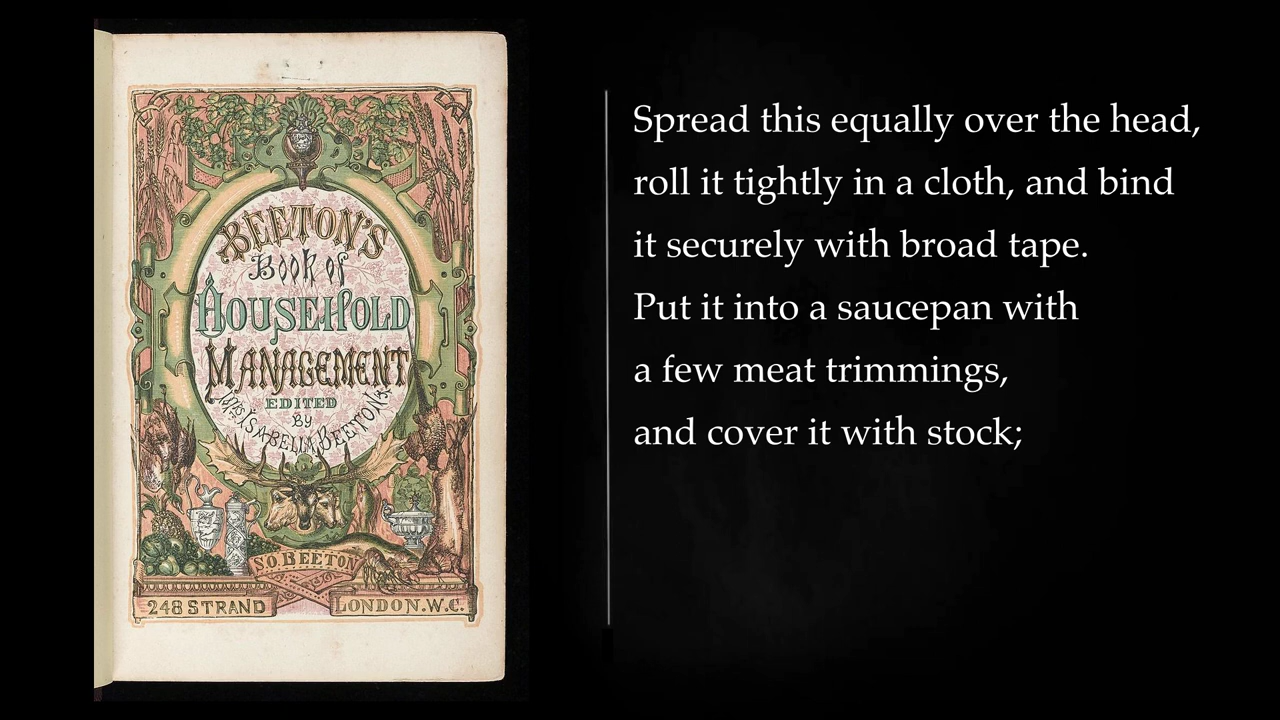 BEETON'S
Book of
HOUSEHOLD
MANAGEMENT
EDITED
BY
MRS ISABELLA BEETON
S.O. BEETON
248 STRAND
LONDON. W.C.
Spread this equally over the head,
roll it tightly in a cloth, and bind
it securely with broad tape.
Put it into a saucepan with
a few meat trimmings,
and cover it with stock;